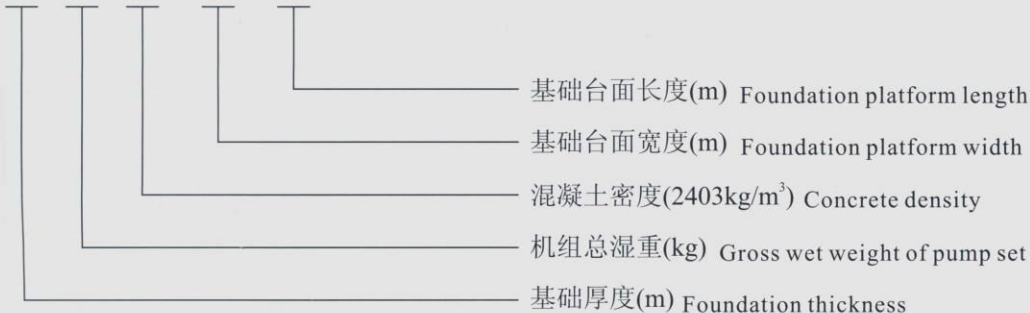 基础台面长度(m) Foundation platform length
基础台面宽度(m) Foundation platform width
混凝土密度(2403kg/m³) Concrete density
机组总湿重(kg) Gross wet weight of pump set
基础厚度(m) Foundation thickness